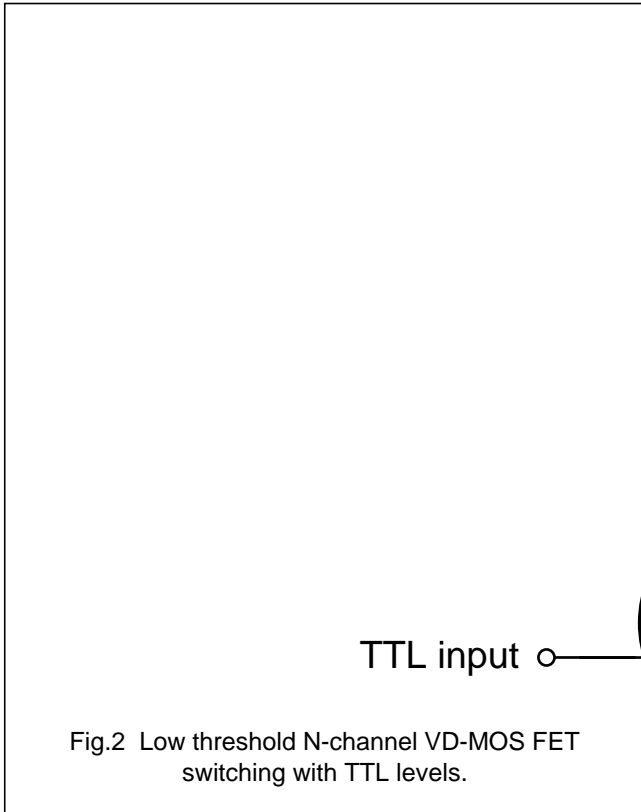 TTL input
Fig.2 Low threshold N-channel VD-MOS FET
switching with TTL levels.